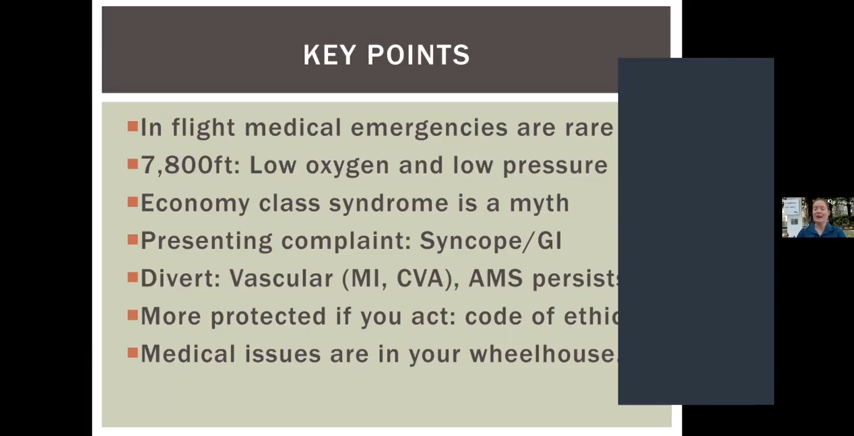 KEY POINTS
In flight medical emergencies are rare
7,800ft: Low oxygen and low pressure
Economy class syndrome is a myth
Presenting complaint: Syncope/GI
Divert: Vascular (MI, CVA), AMS persists
More protected if you act: code of
Medical issues are in your wheelhouse.